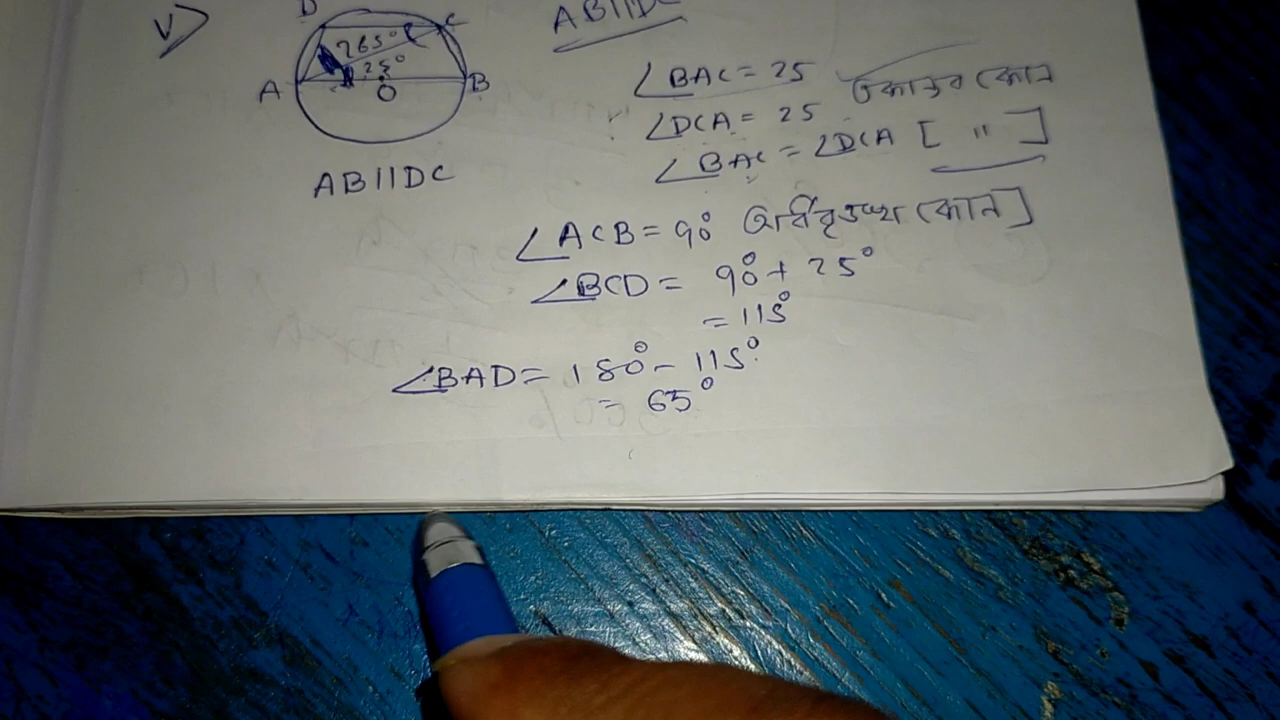 v>
D
C
AB||DC
265°
25°
A
O
B
AB||DC
∠BAC = 25
∠DCA = 25 একান্তর কোন
∠BAC = ∠DCA [ " ]
∠ACB = 90° অর্ধবৃত্তস্থ কোন]
∠BCD = 90° + 25°
= 115°
∠BAD = 180° - 115°
= 65°